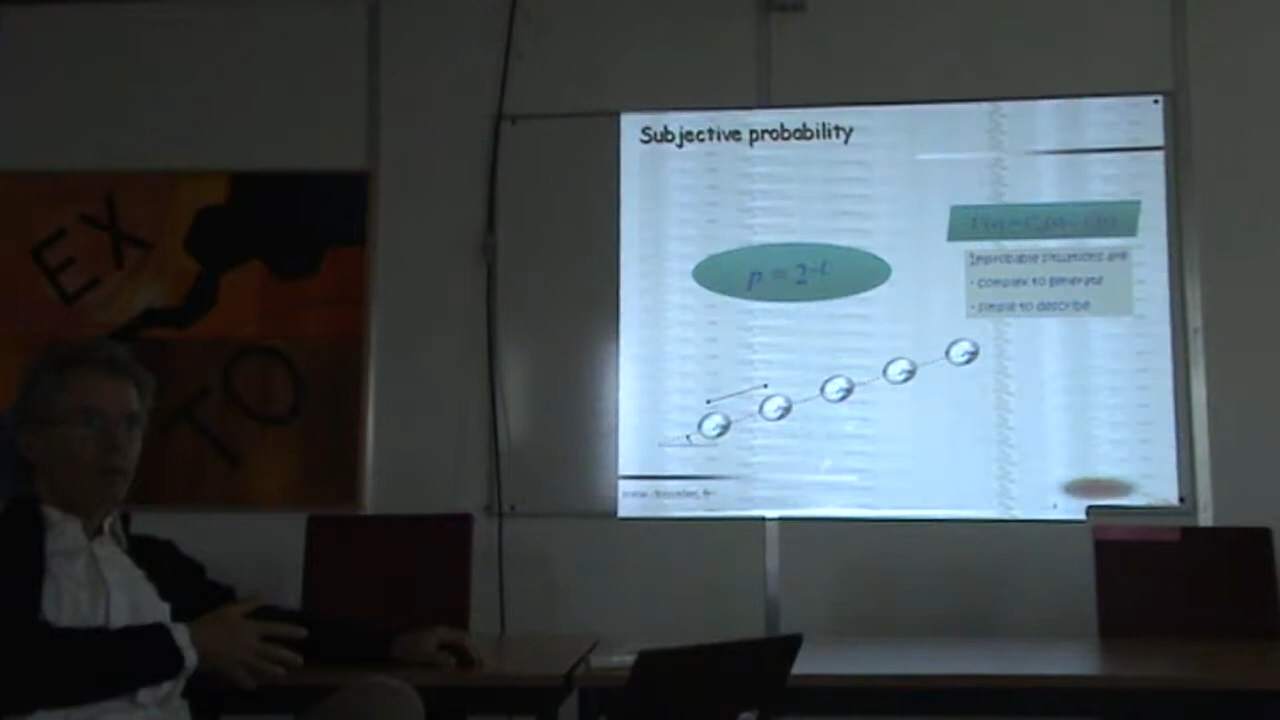 EX
TO
Subjective probability
p = 2
Improbable situations are
• complex to generate
• simple to describe